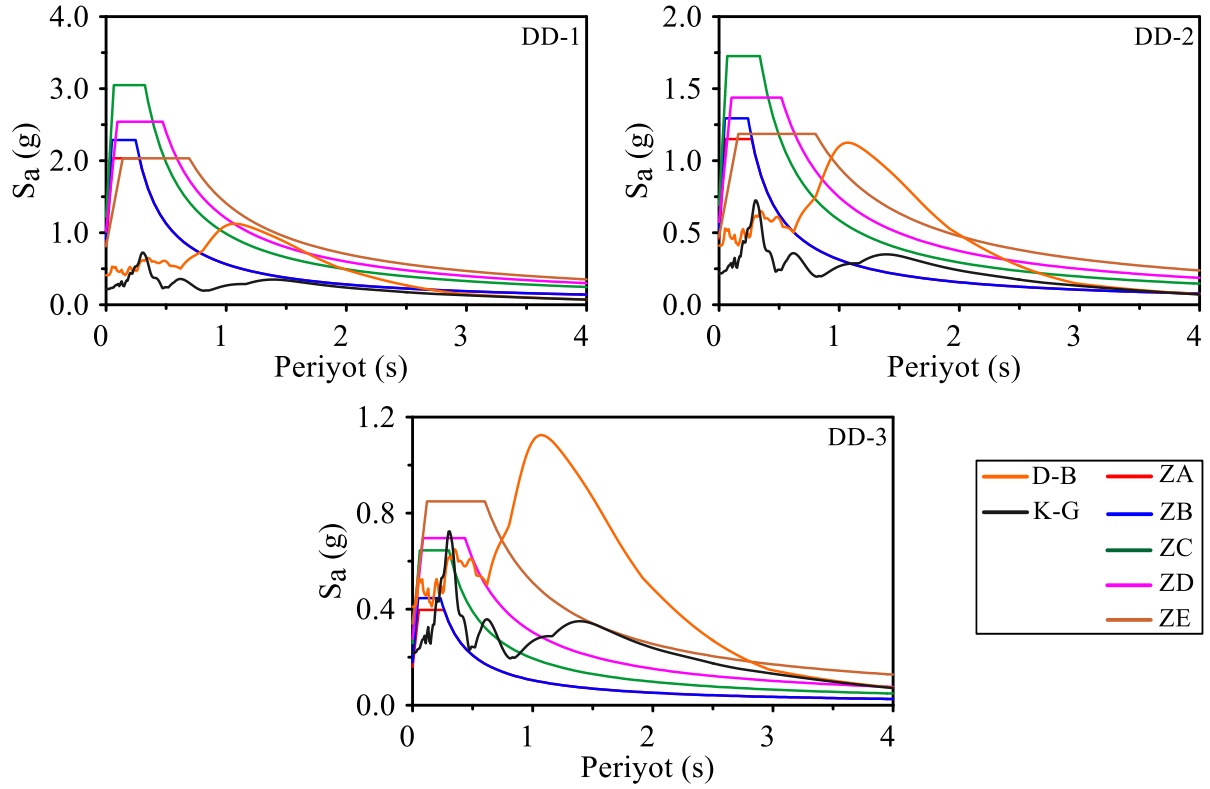 DD-1
Sa (g)
4.0
3.0
2.0
1.0
0.0
0 1 2 3 4
Periyot (s)
DD-2
Sa (g)
2.0
1.5
1.0
0.5
0.0
0 1 2 3 4
Periyot (s)
DD-3
Sa (g)
1.2
0.8
0.4
0.0
0 1 2 3 4
Periyot (s)
D-B
K-G
ZA
ZB
ZC
ZD
ZE